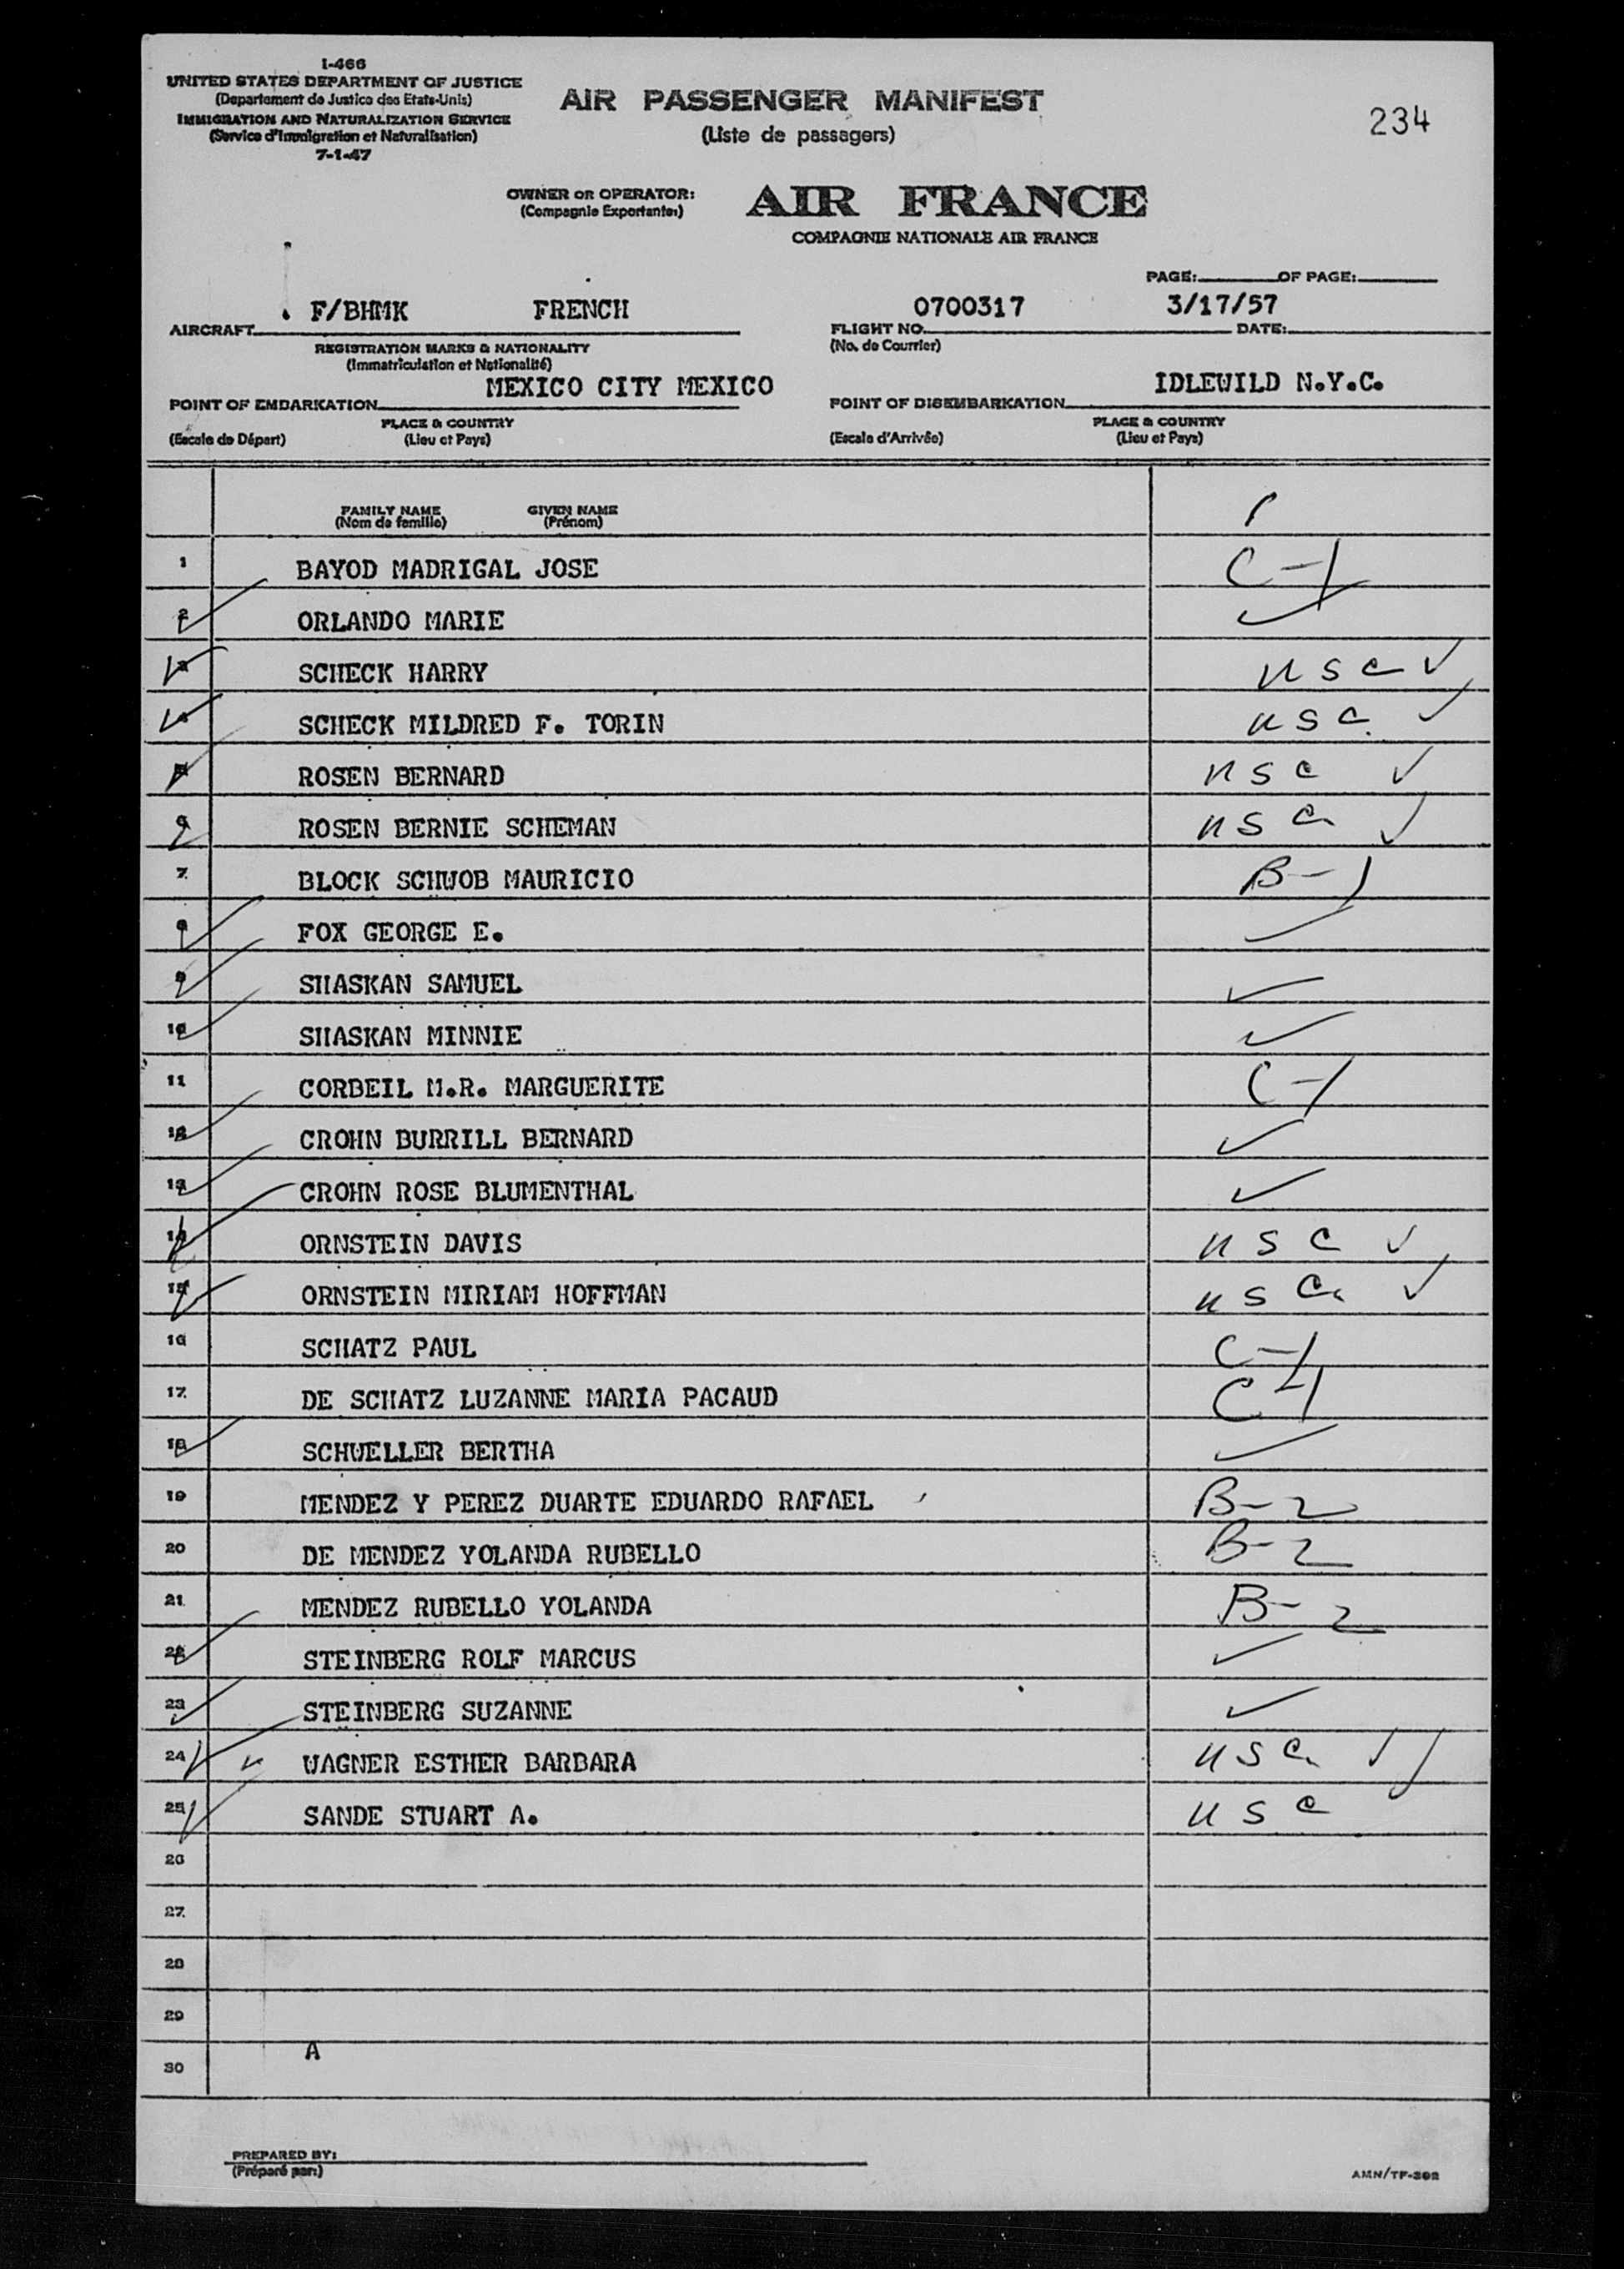 I-466
UNITED STATES DEPARTMENT OF JUSTICE
(Departement de Justice des Etats-Unis)
IMMIGRATION AND NATURALIZATION SERVICE
(Service d'Immigration et Naturalisation)
7-1-47
AIR PASSENGER MANIFEST
(Liste de passagers)
234
OWNER OR OPERATOR:
(Compagnie Exportante:)
AIR FRANCE
COMPAGNIE NATIONALE AIR FRANCE
PAGE: OF PAGE:
F/BHMK FRENCH 0700317 3/17/57
AIRCRAFT FLIGHT NO. DATE:
REGISTRATION MARKS & NATIONALITY (No. de Courrier)
(Immatriculation et Nationalité)
MEXICO CITY MEXICO IDLEWILD N.Y.C.
POINT OF EMBARKATION POINT OF DISEMBARKATION
PLACE & COUNTRY PLACE & COUNTRY
(Escale de Départ) (Lieu et Pays) (Escale d'Arrivée) (Lieu et Pays)
FAMILY NAME GIVEN NAME
(Nom de famille) (Prénom)
1 BAYOD MADRIGAL JOSE C-1
2 ORLANDO MARIE ✓
3 SCHECK HARRY USC ✓
4 SCHECK MILDRED F. TORIN USC ✓
5 ROSEN BERNARD USC ✓
6 ROSEN BERNIE SCHEMAN USC ✓
7 BLOCK SCHWOB MAURICIO B-1
8 FOX GEORGE E. ✓
9 SHASKAN SAMUEL ✓
10 SHASKAN MINNIE ✓
11 CORBEIL M.R. MARGUERITE C-1
12 CROHN BURRILL BERNARD ✓
13 CROHN ROSE BLUMENTHAL ✓
14 ORNSTEIN DAVIS USC ✓
15 ORNSTEIN MIRIAM HOFFMAN USC ✓
16 SCHATZ PAUL C-1
17 DE SCHATZ LUZANNE MARIA PACAUD C-1
18 SCHWELLER BERTHA ✓
19 MENDEZ Y PEREZ DUARTE EDUARDO RAFAEL B-2
20 DE MENDEZ YOLANDA RUBELLO B-2
21 MENDEZ RUBELLO YOLANDA B-2
22 STEINBERG ROLF MARCUS ✓
23 STEINBERG SUZANNE ✓
24 WAGNER ESTHER BARBARA USC ✓✓
25 SANDE STUART A. USC
26
27
28
29
A
30
PREPARED BY:
(Préparé par:)
AMN/TF-302